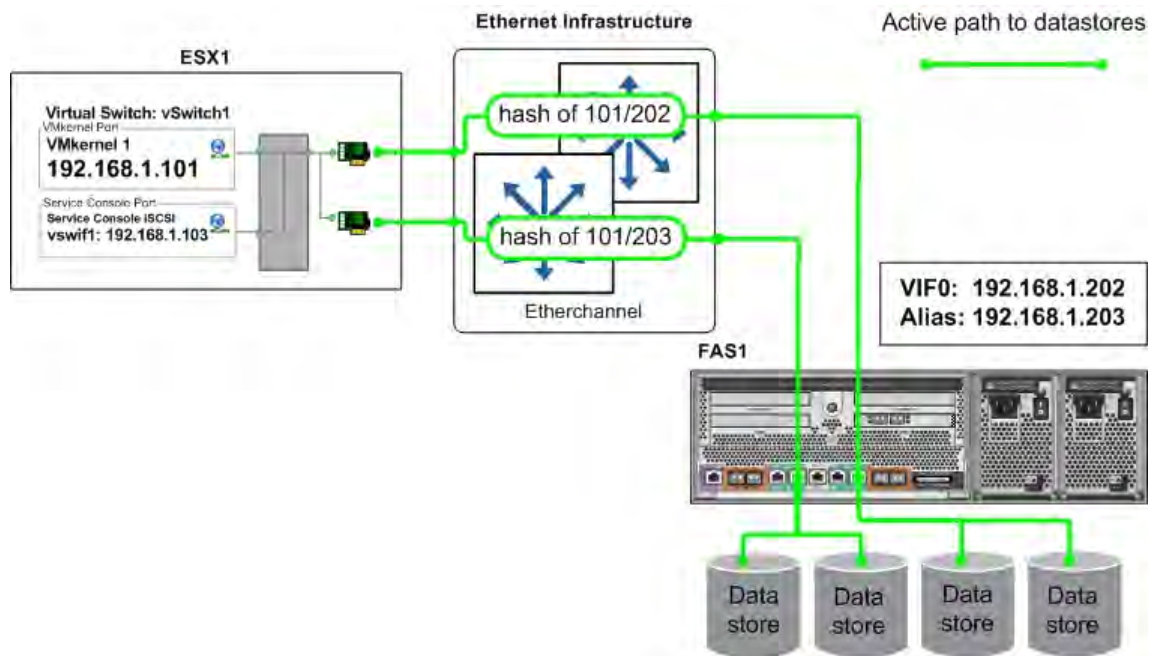 Ethernet Infrastructure
Active path to datastores
ESX1
Virtual Switch: vSwitch1
VMkernel Port
VMkernel 1
192.168.1.101
Service Console Port
Service Console iSCSI
vswif1: 192.168.1.103
hash of 101/202
hash of 101/203
Etherchannel
VIF0: 192.168.1.202
Alias: 192.168.1.203
FAS1
Data
store
Data
store
Data
store
Data
store